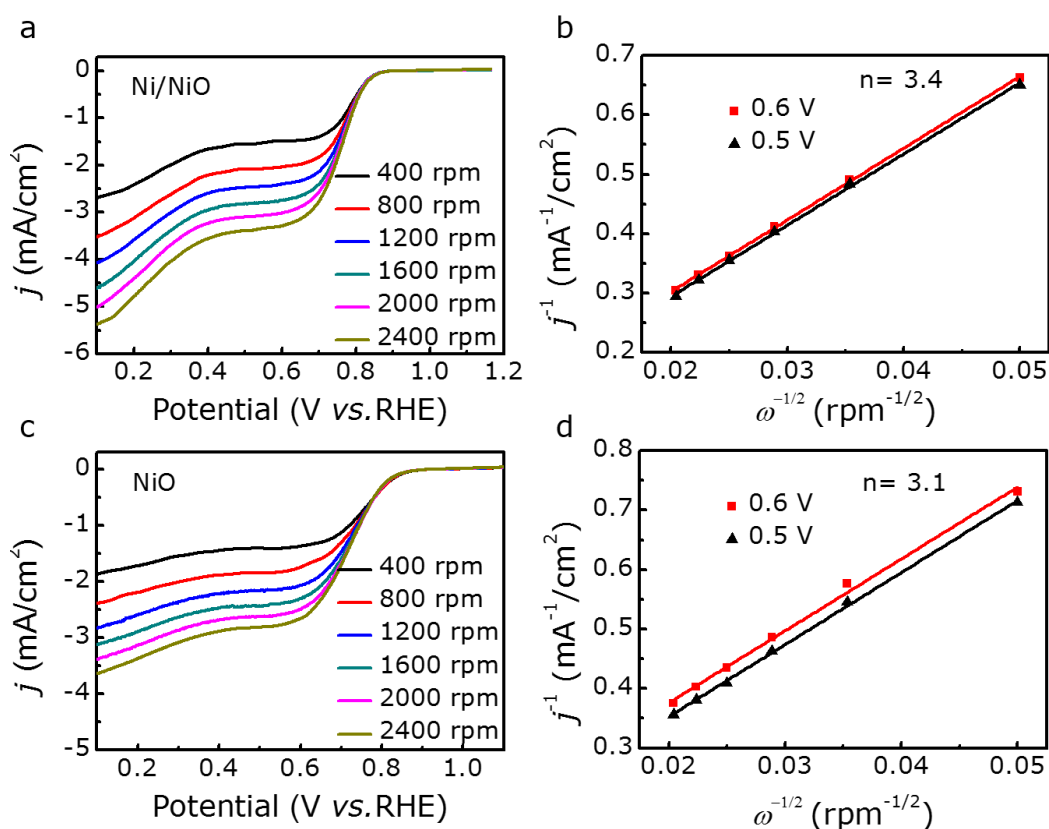 a
Ni/NiO
0
-1
-2
-3
-4
-5
-6
400 rpm
800 rpm
1200 rpm
1600 rpm
2000 rpm
2400 rpm
0.2 0.4 0.6 0.8 1.0 1.2
j (mA/cm²)
Potential (V vs.RHE)
b
n= 3.4
0.6 V
0.5 V
0.7
0.6
0.5
0.4
0.3
0.2
0.02 0.03 0.04 0.05
j⁻¹ (mA⁻¹/cm²)
ω⁻¹/² (rpm⁻¹/²)
c
NiO
0
-1
-2
-3
-4
-5
400 rpm
800 rpm
1200 rpm
1600 rpm
2000 rpm
2400 rpm
0.2 0.4 0.6 0.8 1.0
j (mA/cm²)
Potential (V vs.RHE)
d
n= 3.1
0.6 V
0.5 V
0.8
0.7
0.6
0.5
0.4
0.3
0.02 0.03 0.04 0.05
j⁻¹ (mA⁻¹/cm²)
ω⁻¹/² (rpm⁻¹/²)